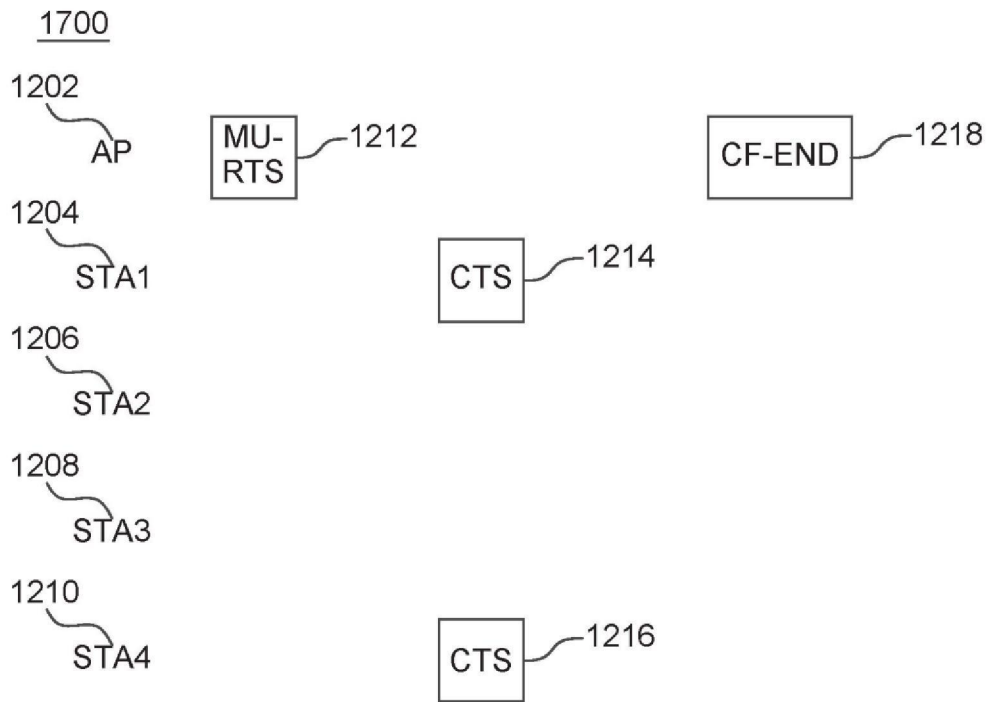 1700
1202
AP
MU-
RTS
1212
CF-END
1218
1204
STA1
CTS
1214
1206
STA2
1208
STA3
1210
STA4
CTS
1216